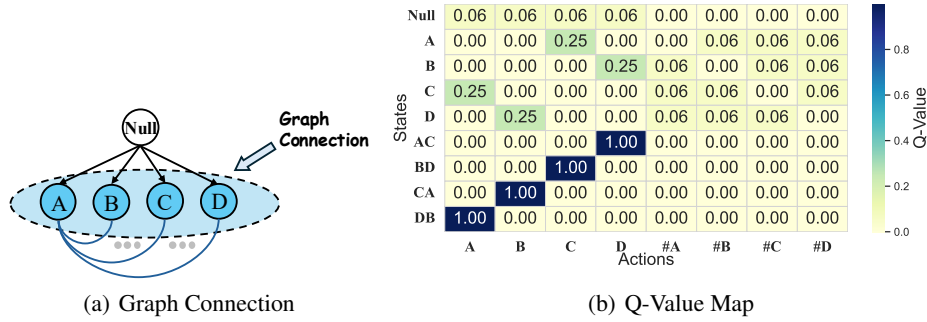 Null
A B C D
Graph
Connection
(a) Graph Connection
States
Null 0.06 0.06 0.06 0.06 0.00 0.00 0.00 0.00
A 0.00 0.00 0.25 0.00 0.00 0.06 0.06 0.06
B 0.00 0.00 0.00 0.25 0.06 0.00 0.06 0.06
C 0.25 0.00 0.00 0.00 0.06 0.06 0.00 0.06
D 0.00 0.25 0.00 0.00 0.06 0.06 0.06 0.00
AC 0.00 0.00 0.00 1.00 0.00 0.00 0.00 0.00
BD 0.00 0.00 1.00 0.00 0.00 0.00 0.00 0.00
CA 0.00 1.00 0.00 0.00 0.00 0.00 0.00 0.00
DB 1.00 0.00 0.00 0.00 0.00 0.00 0.00 0.00
A B C D #A #B #C #D
Actions
0.8
0.6
0.4
0.2
0.0
Q-Value
(b) Q-Value Map